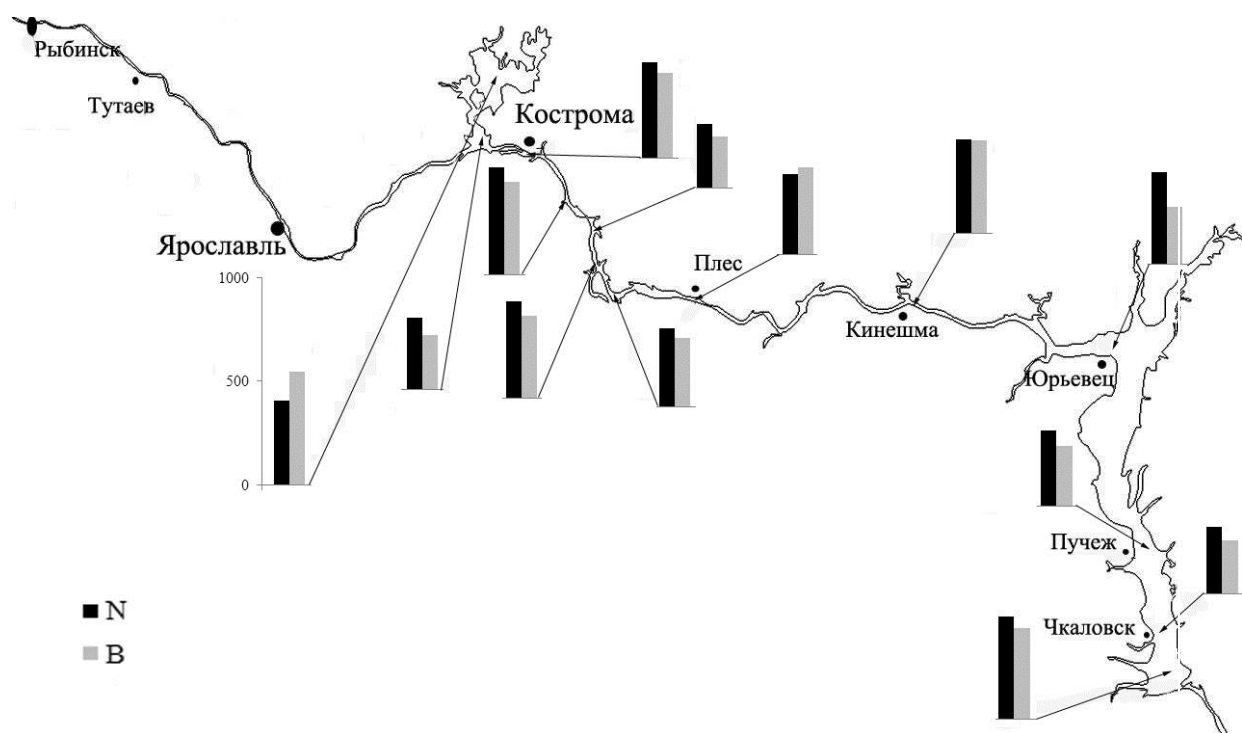 Рыбинск
Тутаев
Кострома
Ярославль
Плес
Кинешма
Юрьевец
1000
500
0
Пучеж
Чкаловск
N
B